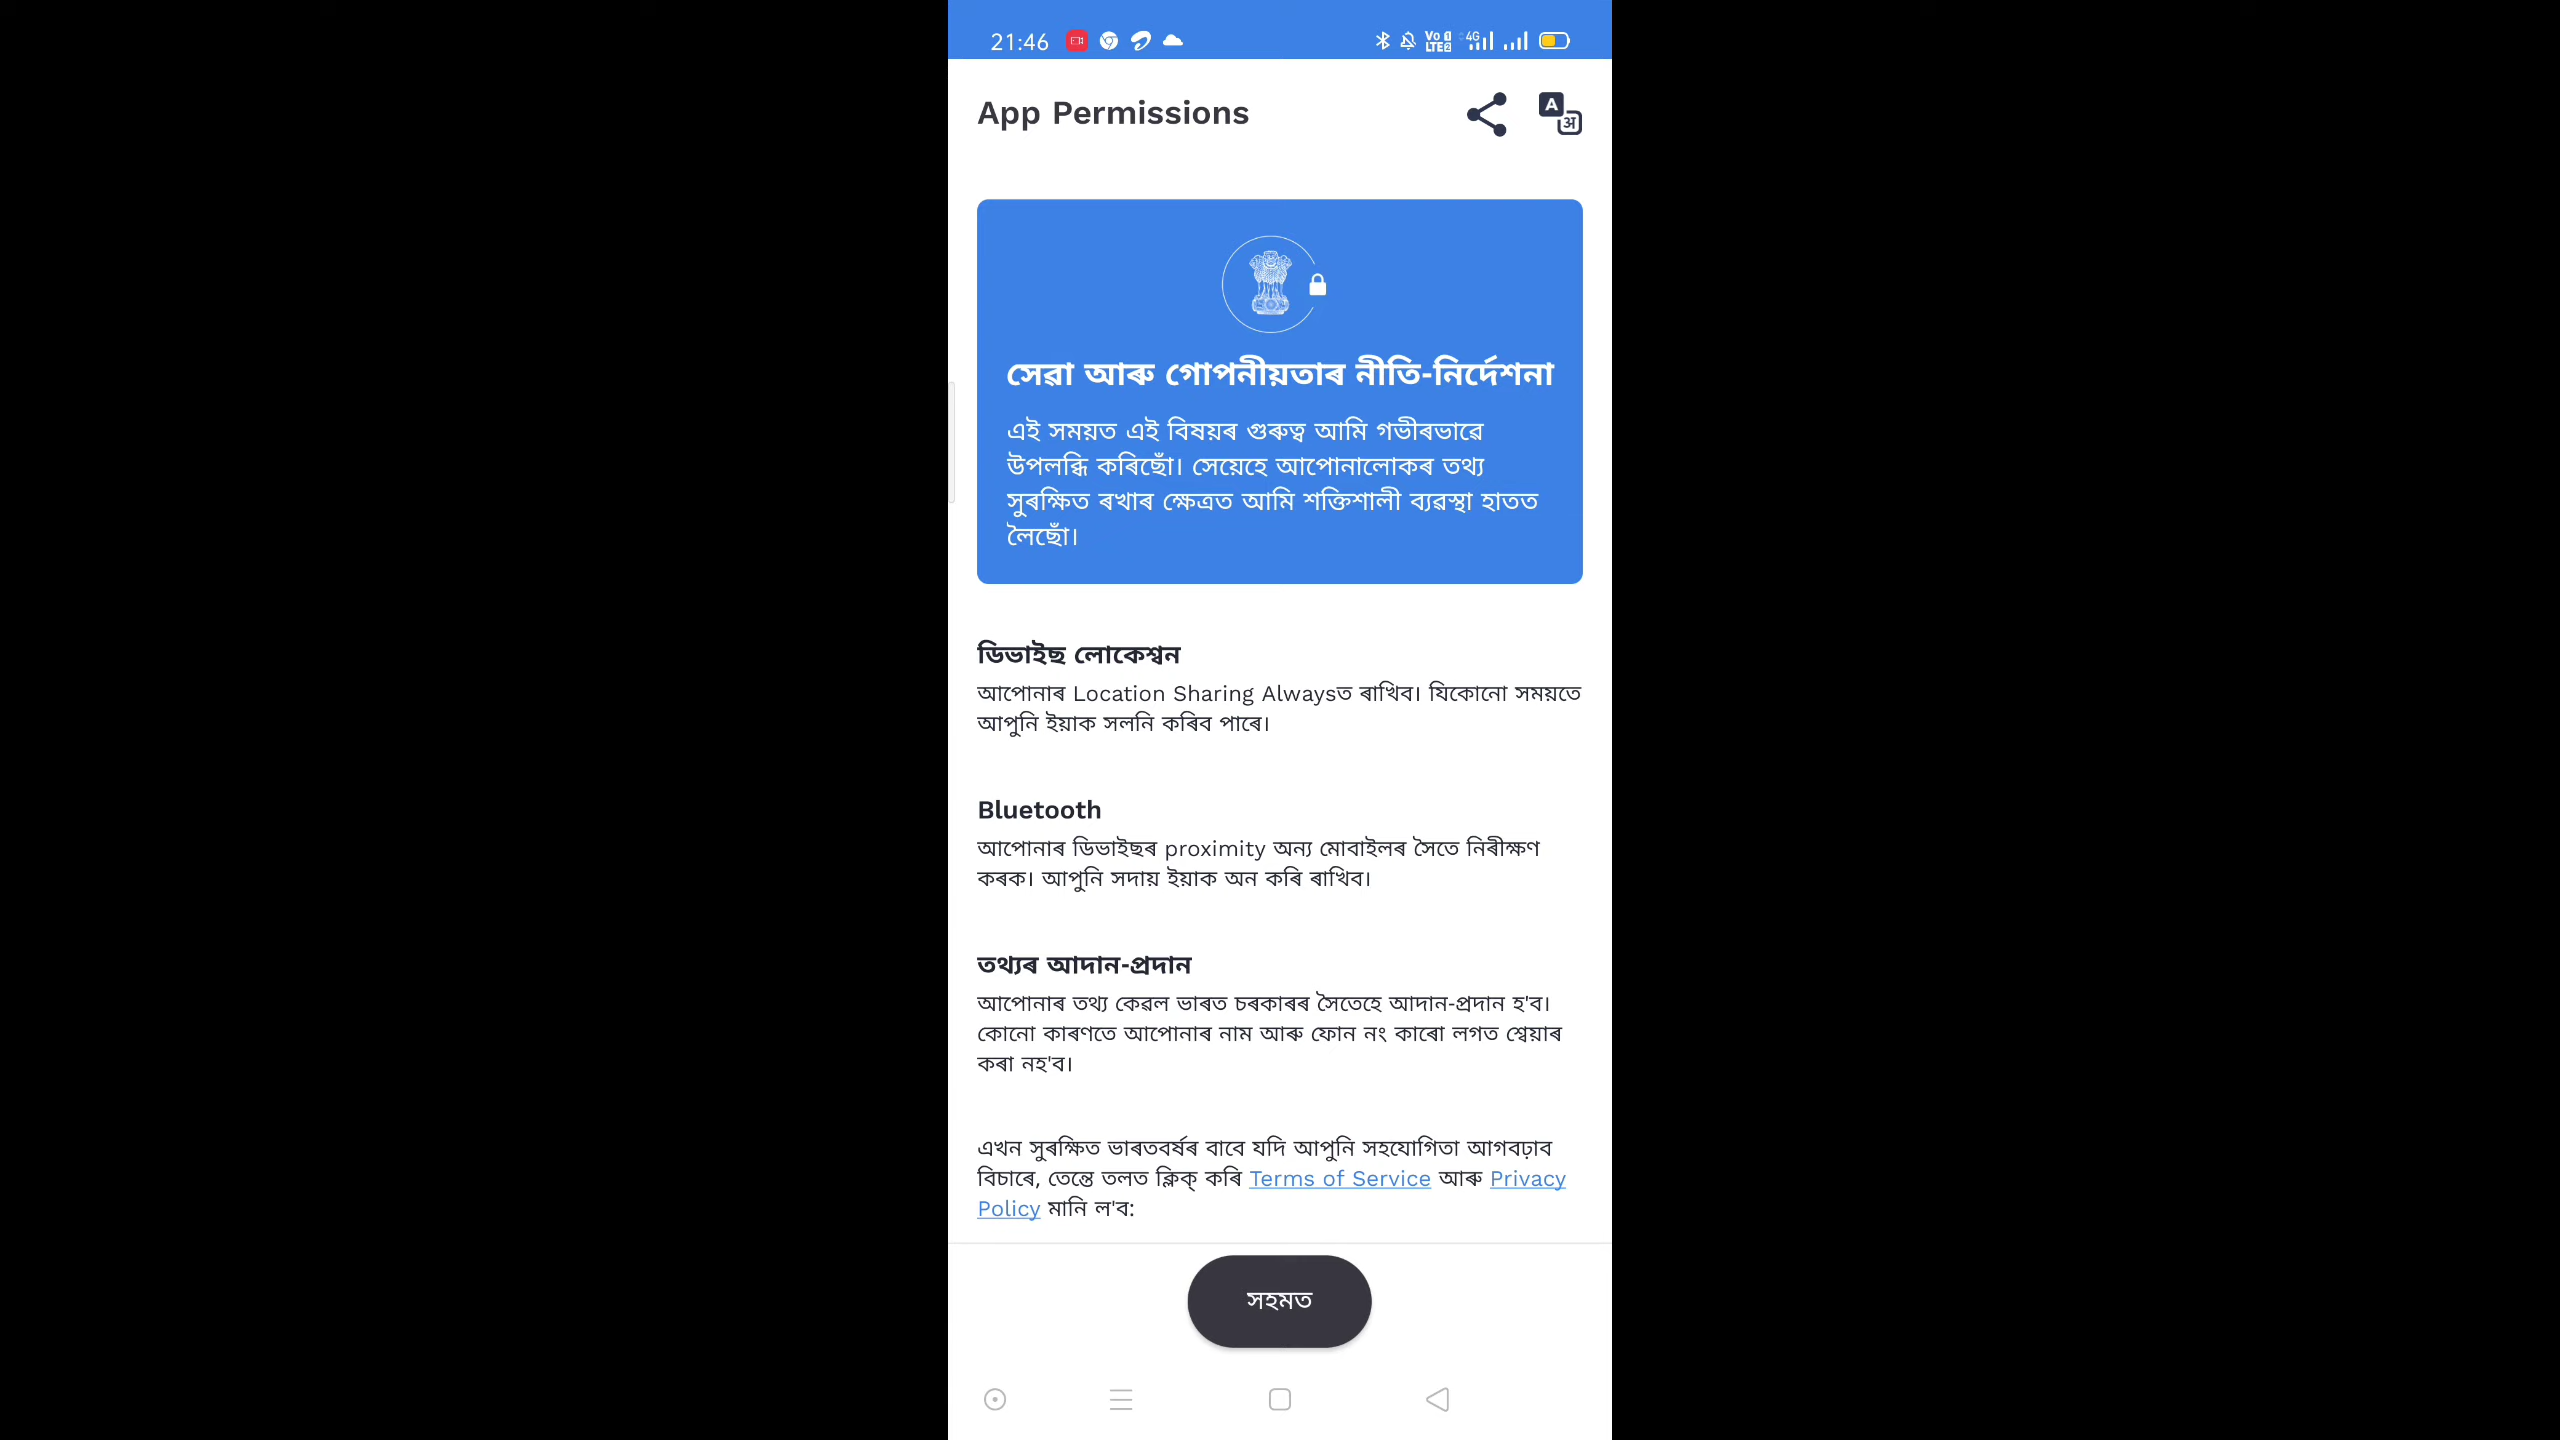 21:46
Vo LTE2 4G
App Permissions
A
अ
সেৱা আৰু গোপনীয়তাৰ নীতি-নিৰ্দেশনা
এই সময়ত এই বিষয়ৰ গুৰুত্ব আমি গভীৰভাৱে
উপলব্ধি কৰিছোঁ। সেয়েহে আপোনালোকৰ তথ্য
সুৰক্ষিত ৰখাৰ ক্ষেত্ৰত আমি শক্তিশালী ব্যৱস্থা হাতত
লৈছোঁ।
ডিভাইছ লোকেশ্বন
আপোনাৰ Location Sharing Alwaysত ৰাখিব। যিকোনো সময়তে
আপুনি ইয়াক সলনি কৰিব পাৰে।
Bluetooth
আপোনাৰ ডিভাইছৰ proximity অন্য মোবাইলৰ সৈতে নিৰীক্ষণ
কৰক। আপুনি সদায় ইয়াক অন কৰি ৰাখিব।
তথ্যৰ আদান-প্ৰদান
আপোনাৰ তথ্য কেৱল ভাৰত চৰকাৰৰ সৈতেহে আদান-প্ৰদান হ'ব।
কোনো কাৰণতে আপোনাৰ নাম আৰু ফোন নং কাৰো লগত শ্বেয়াৰ
কৰা নহ'ব।
এখন সুৰক্ষিত ভাৰতবৰ্ষৰ বাবে যদি আপুনি সহযোগিতা আগবঢ়াব
বিচাৰে, তেন্তে তলত ক্লিক্ কৰি Terms of Service আৰু Privacy
Policy মানি ল'ব:
সহমত